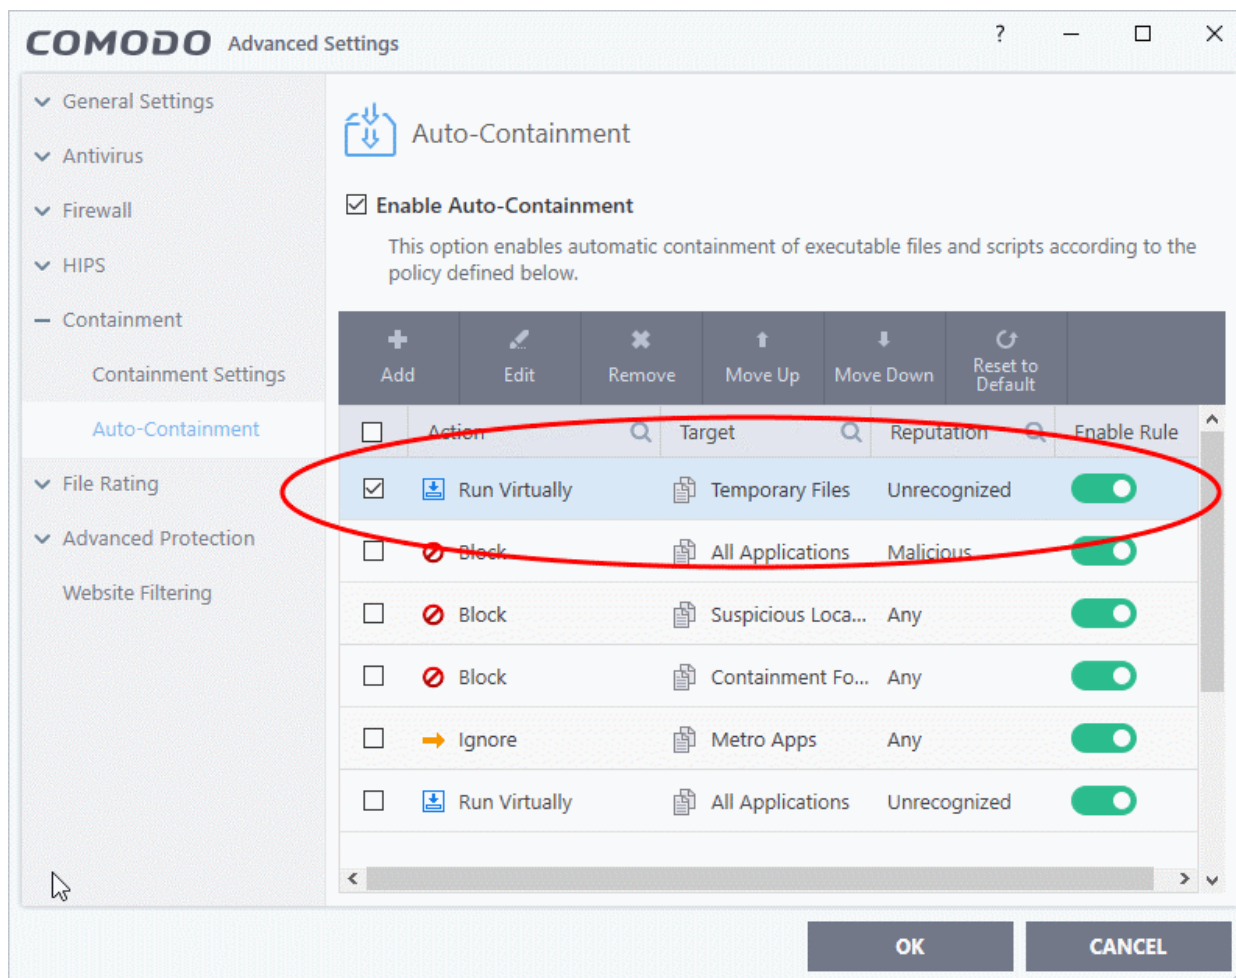 COMODO Advanced Settings ?
General Settings
Antivirus
Firewall
HIPS
Containment
Containment Settings
Auto-Containment
File Rating
Advanced Protection
Website Filtering
Auto-Containment
Enable Auto-Containment
This option enables automatic containment of executable files and scripts according to the
policy defined below.
Add Edit Remove Move Up Move Down Reset to
Default
Action Target Reputation Enable Rule
Run Virtually Temporary Files Unrecognized
Block All Applications Malicious
Block Suspicious Loca... Any
Block Containment Fo... Any
Ignore Metro Apps Any
Run Virtually All Applications Unrecognized
OK CANCEL